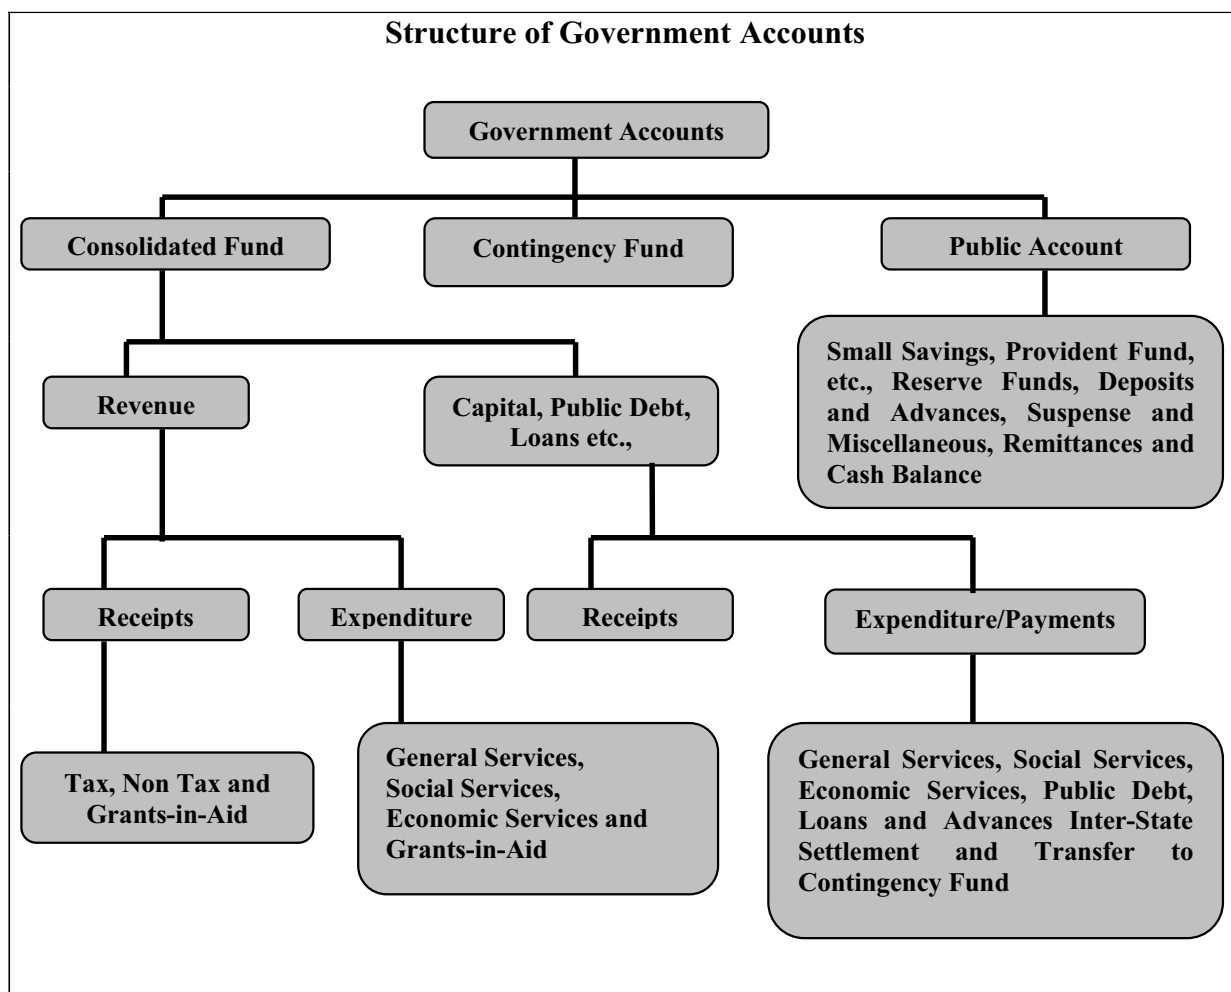 Structure of Government Accounts
Government Accounts
Consolidated Fund
Contingency Fund
Public Account
Small Savings, Provident Fund,
etc., Reserve Funds, Deposits
and Advances, Suspense and
Miscellaneous, Remittances and
Cash Balance
Revenue
Capital, Public Debt,
Loans etc.,
Receipts
Expenditure
Receipts
Expenditure/Payments
Tax, Non Tax and
Grants-in-Aid
General Services,
Social Services,
Economic Services and
Grants-in-Aid
General Services, Social Services,
Economic Services, Public Debt,
Loans and Advances Inter-State
Settlement and Transfer to
Contingency Fund